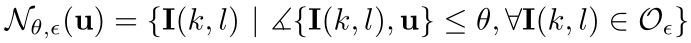 𝒩_{θ,ϵ}(𝐮) = {𝐈(k, l) | ∡{𝐈(k, l), 𝐮} ≤ θ, ∀𝐈(k, l) ∈ 𝒪_ϵ}